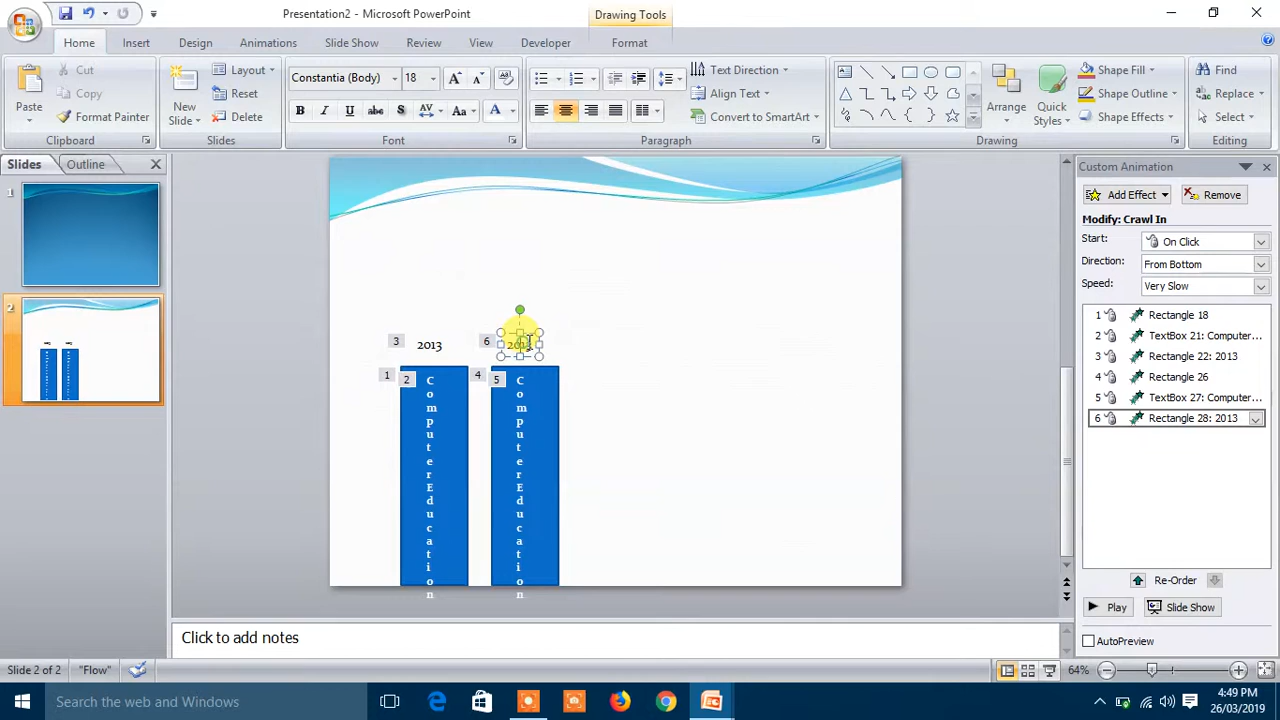 Presentation2 - Microsoft PowerPoint
Drawing Tools
Home
Insert
Design
Animations
Slide Show
Review
View
Developer
Format
Paste
Cut
Copy
Format Painter
Clipboard
New Slide
Layout
Reset
Delete
Slides
Constantia (Body)
18
B I U abc S AV Aa A
Font
Text Direction
Align Text
Convert to SmartArt
Paragraph
Arrange
Quick Styles
Shape Fill
Shape Outline
Shape Effects
Drawing
Find
Replace
Select
Editing
Slides
Outline
1
2
3
2013
6
2013
1
2
ComputerEducation
4
5
ComputerEducation
Custom Animation
Add Effect
Remove
Modify: Crawl In
Start:
On Click
Direction:
From Bottom
Speed:
Very Slow
1 Rectangle 18
2 TextBox 21: Computer...
3 Rectangle 22: 2013
4 Rectangle 26
5 TextBox 27: Computer...
6 Rectangle 28: 2013
Re-Order
Play
Slide Show
AutoPreview
Click to add notes
Slide 2 of 2
"Flow"
64%
Search the web and Windows
4:49 PM
26/03/2019